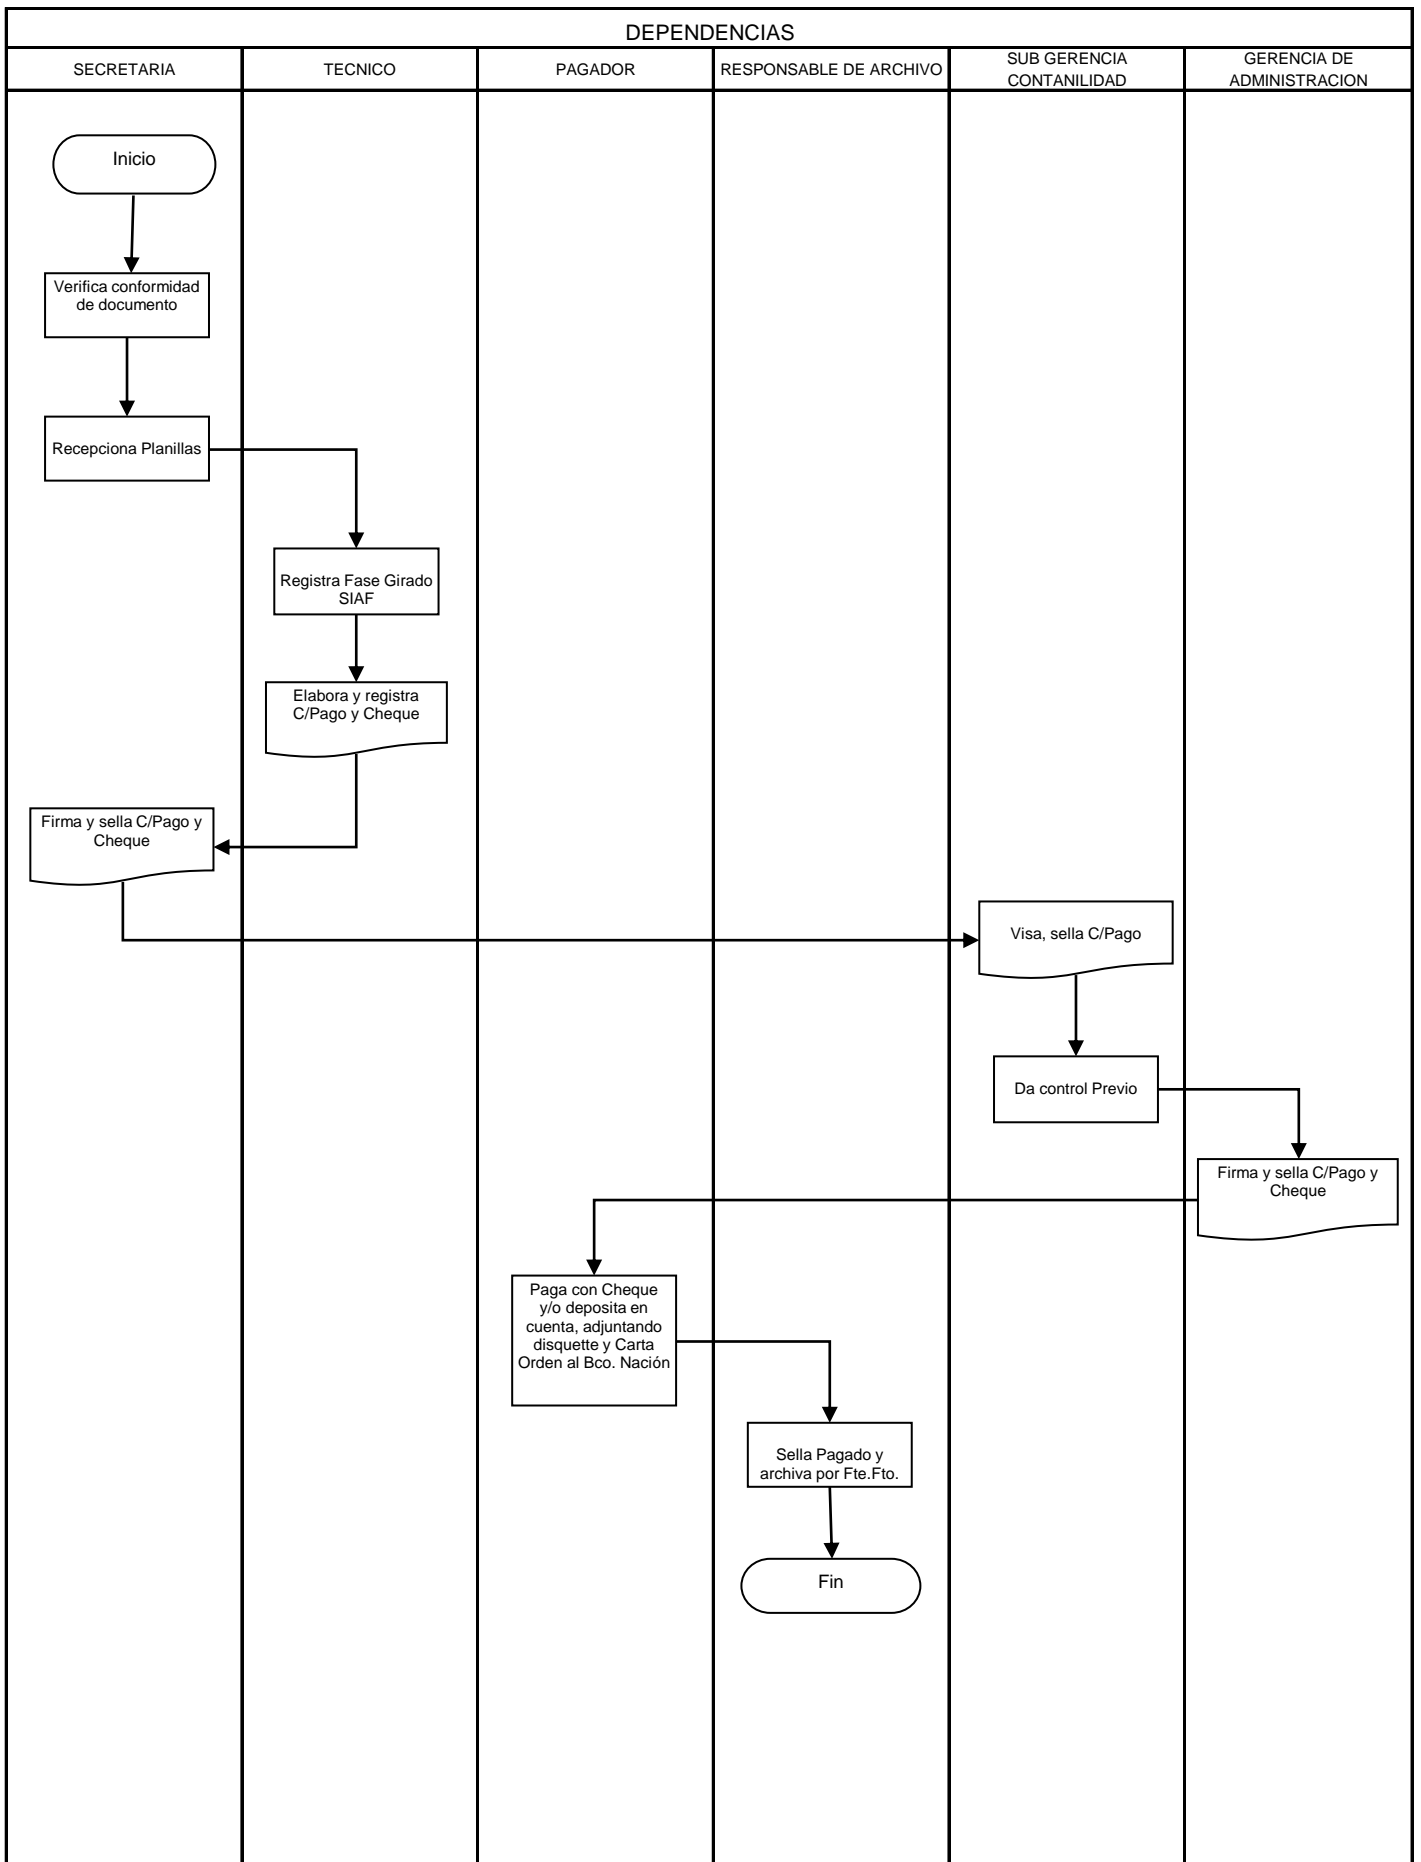 DEPENDENCIAS
SECRETARIA
TECNICO
PAGADOR
RESPONSABLE DE ARCHIVO
SUB GERENCIA
CONTANILIDAD
GERENCIA DE
ADMINISTRACION
Inicio
Verifica conformidad
de documento
Recepciona Planillas
Registra Fase Girado
SIAF
Elabora y registra
C/Pago y Cheque
Firma y sella C/Pago y
Cheque
Visa, sella C/Pago
Da control Previo
Firma y sella C/Pago y
Cheque
Paga con Cheque
y/o deposita en
cuenta, adjuntando
disquette y Carta
Orden al Bco. Nación
Sella Pagado y
archiva por Fte.Fto.
Fin